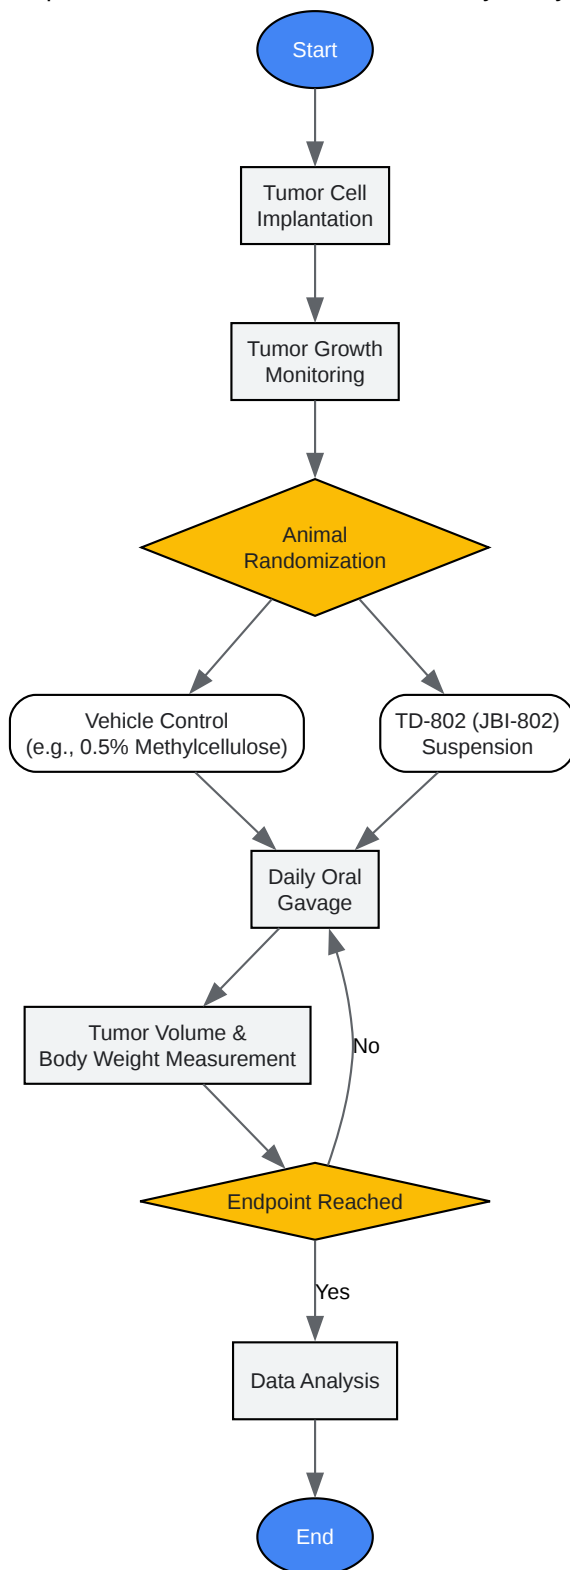 Start
Tumor Cell
Implantation
Tumor Growth
Monitoring
Animal
Randomization
Vehicle Control
(e.g., 0.5% Methylcellulose)
TD-802 (JBI-802)
Suspension
Daily Oral
Gavage
Tumor Volume &
Body Weight Measurement
No
Endpoint Reached
Yes
Data Analysis
End